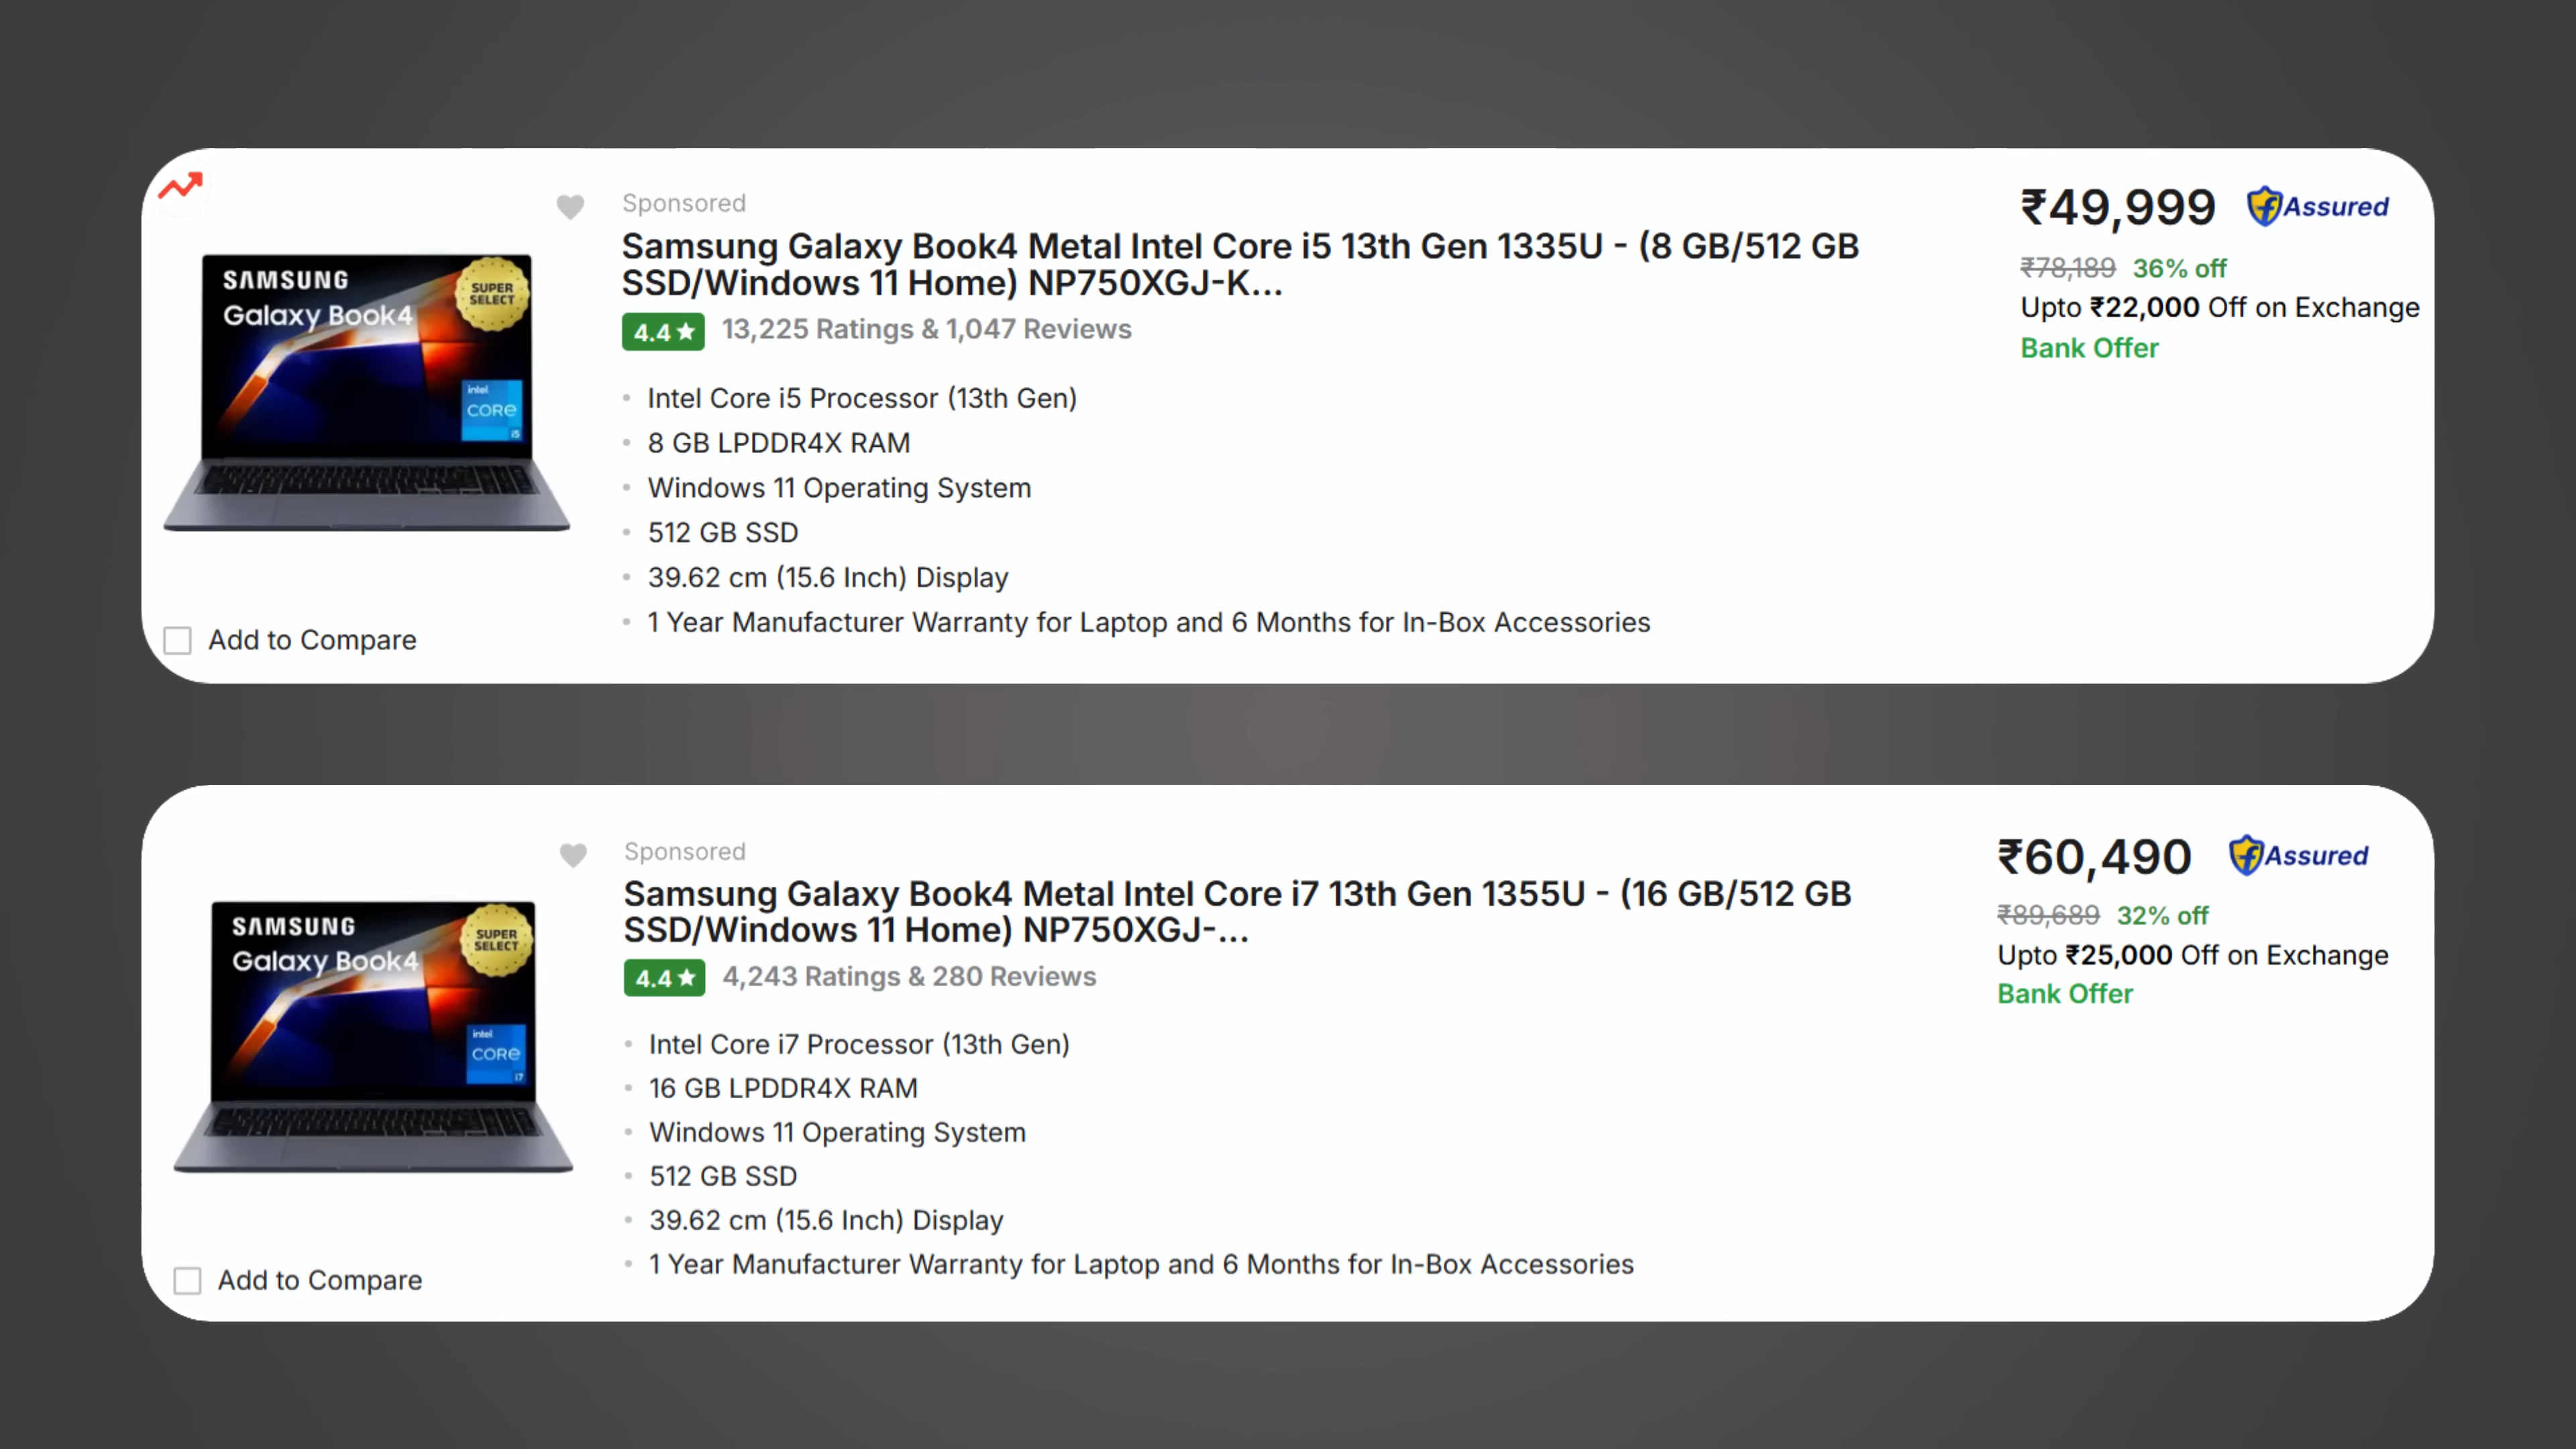 Sponsored
Samsung Galaxy Book4 Metal Intel Core i5 13th Gen 1335U - (8 GB/512 GB
SSD/Windows 11 Home) NP750XGJ-K...
4.4★ 13,225 Ratings & 1,047 Reviews
Intel Core i5 Processor (13th Gen)
8 GB LPDDR4X RAM
Windows 11 Operating System
512 GB SSD
39.62 cm (15.6 Inch) Display
1 Year Manufacturer Warranty for Laptop and 6 Months for In-Box Accessories
₹49,999 Assured
₹78,189 36% off
Upto ₹22,000 Off on Exchange
Bank Offer
SAMSUNG
Galaxy Book4
SUPER
SELECT
intel
CORE
i5
Add to Compare
Sponsored
Samsung Galaxy Book4 Metal Intel Core i7 13th Gen 1355U - (16 GB/512 GB
SSD/Windows 11 Home) NP750XGJ-...
4.4★ 4,243 Ratings & 280 Reviews
Intel Core i7 Processor (13th Gen)
16 GB LPDDR4X RAM
Windows 11 Operating System
512 GB SSD
39.62 cm (15.6 Inch) Display
1 Year Manufacturer Warranty for Laptop and 6 Months for In-Box Accessories
₹60,490 Assured
₹89,689 32% off
Upto ₹25,000 Off on Exchange
Bank Offer
SAMSUNG
Galaxy Book4
SUPER
SELECT
intel
CORE
i7
Add to Compare